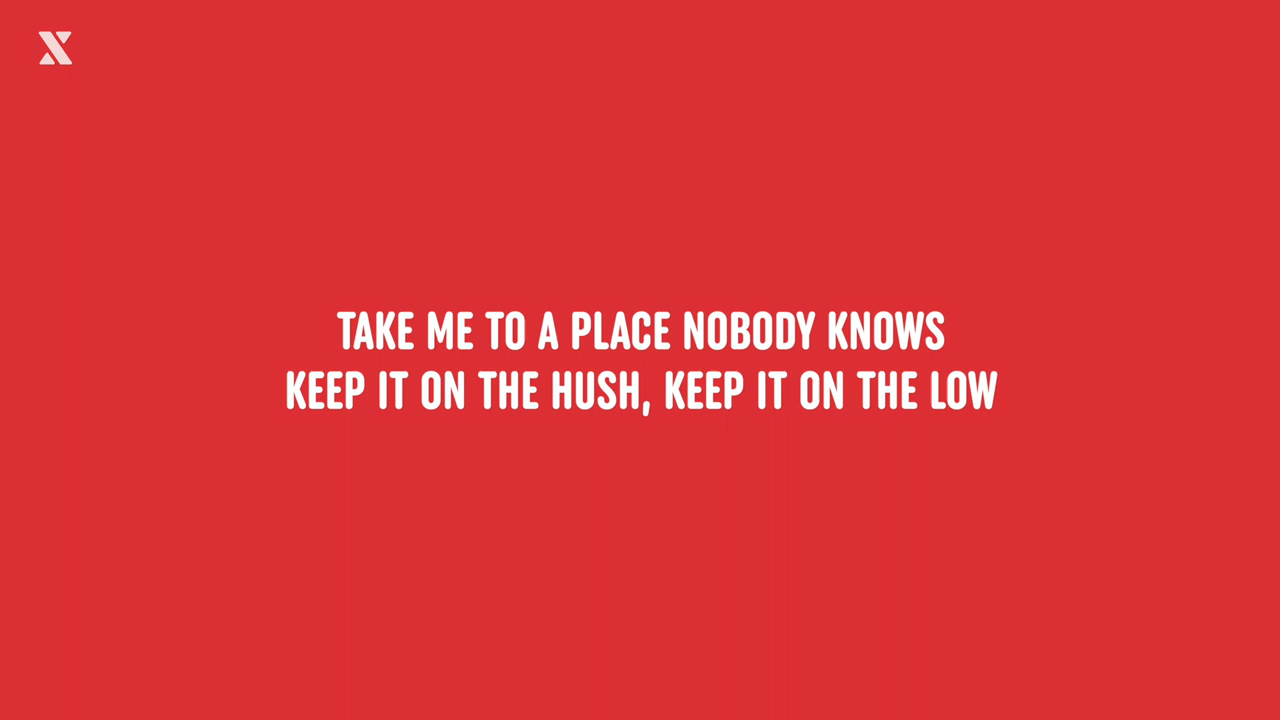 X
TAKE ME TO A PLACE NOBODY KNOWS
KEEP IT ON THE HUSH, KEEP IT ON THE LOW